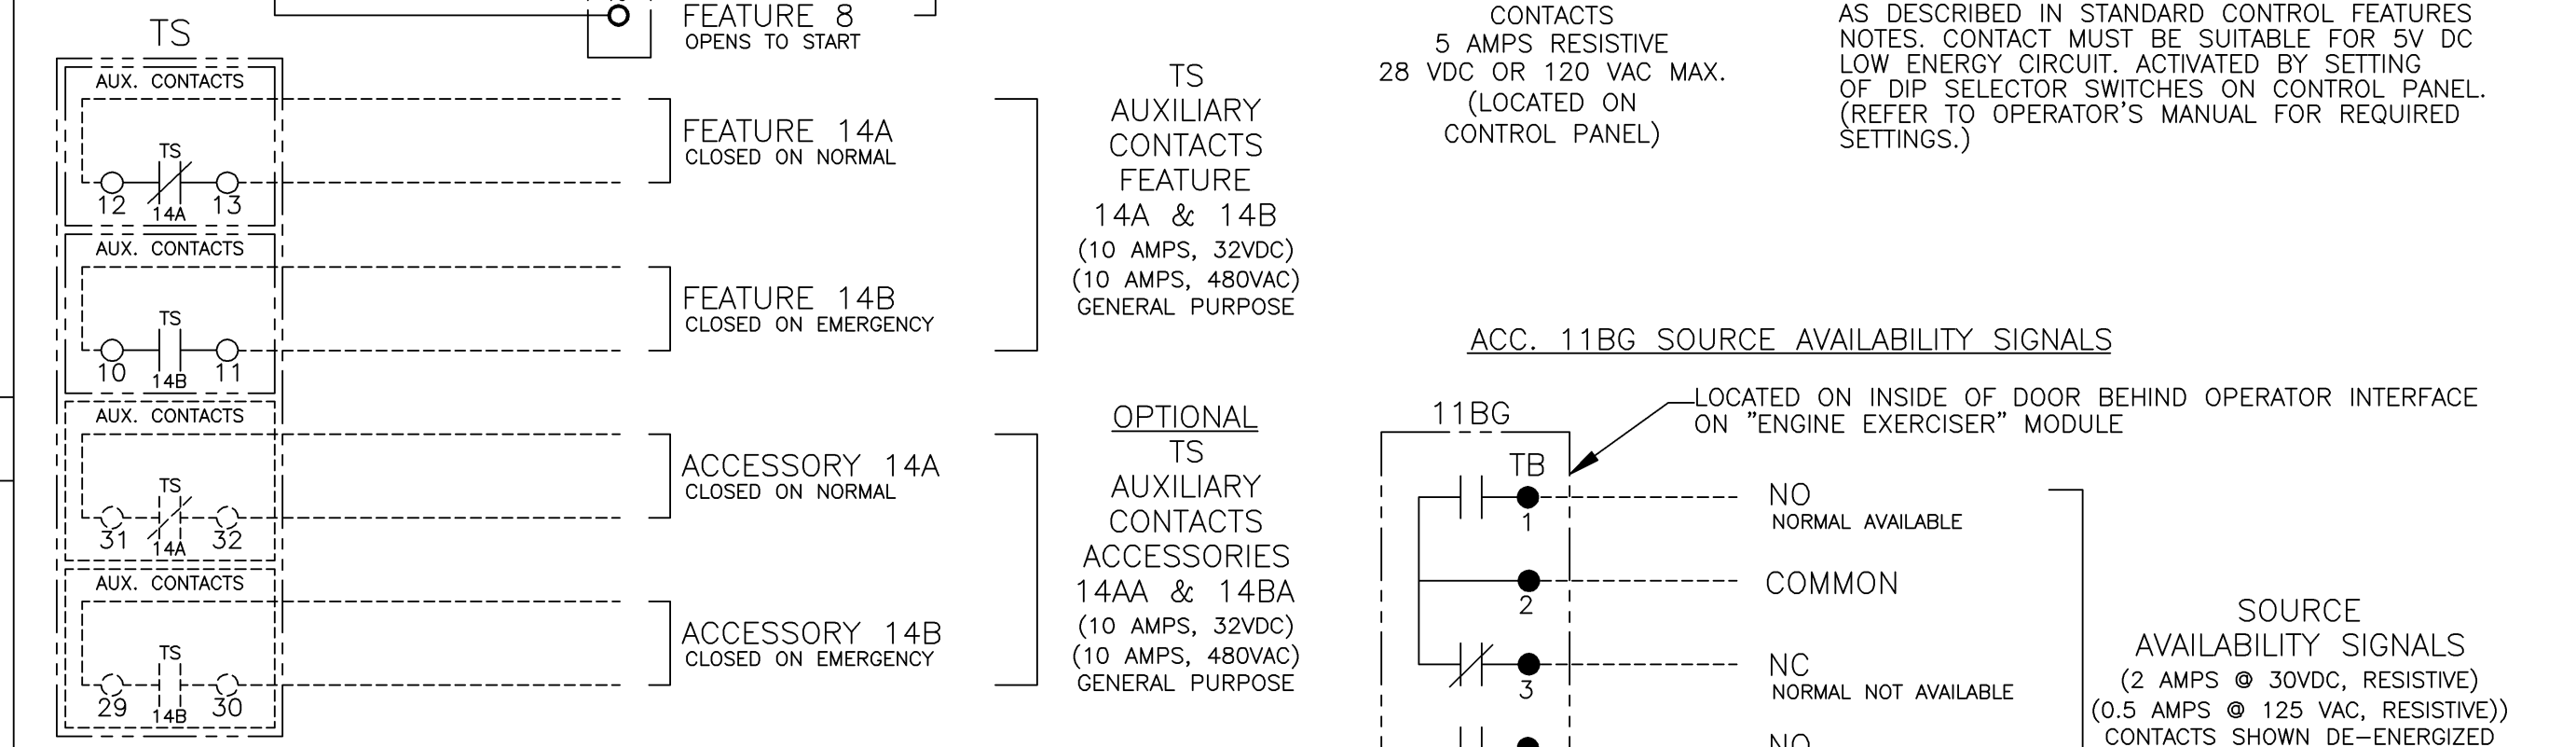 FEATURE 8
OPENS TO START
TS
AUX. CONTACTS
TS
12
14A
13
FEATURE 14A
CLOSED ON NORMAL
AUX. CONTACTS
TS
10
14B
11
FEATURE 14B
CLOSED ON EMERGENCY
AUX. CONTACTS
TS
31
14A
32
ACCESSORY 14A
CLOSED ON NORMAL
AUX. CONTACTS
TS
29
14B
30
ACCESSORY 14B
CLOSED ON EMERGENCY
TS
AUXILIARY
CONTACTS
FEATURE
14A & 14B
(10 AMPS, 32VDC)
(10 AMPS, 480VAC)
GENERAL PURPOSE
OPTIONAL
TS
AUXILIARY
CONTACTS
ACCESSORIES
14AA & 14BA
(10 AMPS, 32VDC)
(10 AMPS, 480VAC)
GENERAL PURPOSE
CONTACTS
5 AMPS RESISTIVE
28 VDC OR 120 VAC MAX.
(LOCATED ON
CONTROL PANEL)
AS DESCRIBED IN STANDARD CONTROL FEATURES
NOTES. CONTACT MUST BE SUITABLE FOR 5V DC
LOW ENERGY CIRCUIT. ACTIVATED BY SETTING
OF DIP SELECTOR SWITCHES ON CONTROL PANEL.
(REFER TO OPERATOR'S MANUAL FOR REQUIRED
SETTINGS.)
ACC. 11BG SOURCE AVAILABILITY SIGNALS
LOCATED ON INSIDE OF DOOR BEHIND OPERATOR INTERFACE
ON "ENGINE EXERCISER" MODULE
11BG
TB
1
NO
NORMAL AVAILABLE
2
COMMON
3
NC
NORMAL NOT AVAILABLE
NO
SOURCE
AVAILABILITY SIGNALS
(2 AMPS @ 30VDC, RESISTIVE)
(0.5 AMPS @ 125 VAC, RESISTIVE))
CONTACTS SHOWN DE-ENERGIZED